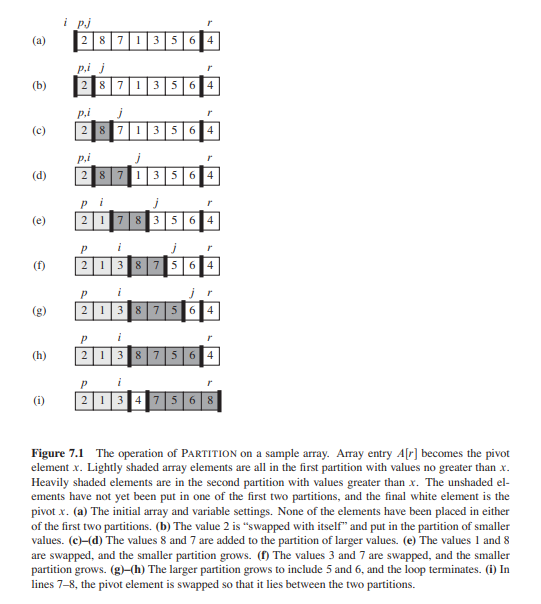 i p,j r
(a) 2 8 7 1 3 5 6 4
p,i j r
(b) 2 8 7 1 3 5 6 4
p,i j r
(c) 2 8 7 1 3 5 6 4
p,i j r
(d) 2 8 7 1 3 5 6 4
p i j r
(e) 2 1 7 8 3 5 6 4
p i j r
(f) 2 1 3 8 7 5 6 4
p i j r
(g) 2 1 3 8 7 5 6 4
p i r
(h) 2 1 3 8 7 5 6 4
p i r
(i) 2 1 3 4 7 5 6 8
Figure 7.1 The operation of PARTITION on a sample array. Array entry A[r] becomes the pivot
element x. Lightly shaded array elements are all in the first partition with values no greater than x.
Heavily shaded elements are in the second partition with values greater than x. The unshaded el-
ements have not yet been put in one of the first two partitions, and the final white element is the
pivot x. (a) The initial array and variable settings. None of the elements have been placed in either
of the first two partitions. (b) The value 2 is “swapped with itself” and put in the partition of smaller
values. (c)–(d) The values 8 and 7 are added to the partition of larger values. (e) The values 1 and 8
are swapped, and the smaller partition grows. (f) The values 3 and 7 are swapped, and the smaller
partition grows. (g)–(h) The larger partition grows to include 5 and 6, and the loop terminates. (i) In
lines 7–8, the pivot element is swapped so that it lies between the two partitions.